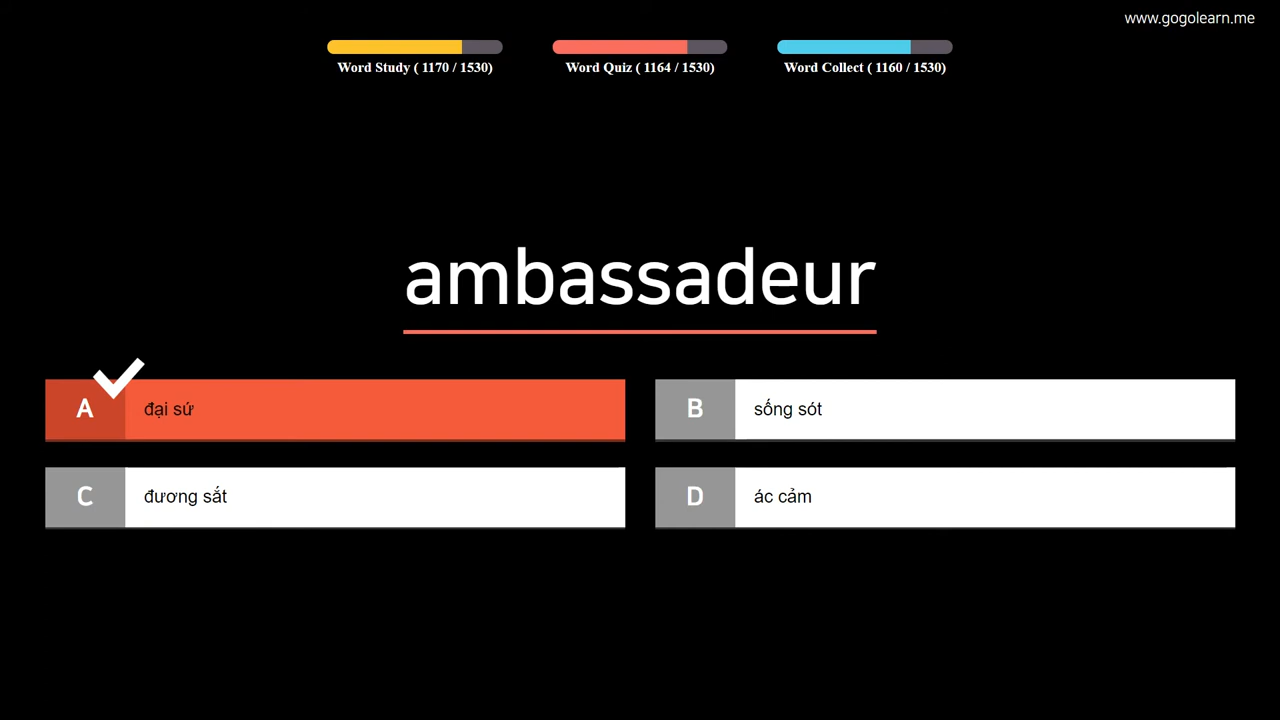 www.gogolearn.me
Word Study ( 1170 / 1530)
Word Quiz ( 1164 / 1530)
Word Collect ( 1160 / 1530)
ambassadeur
A đại sứ
B sống sót
C đương sắt
D ác cảm